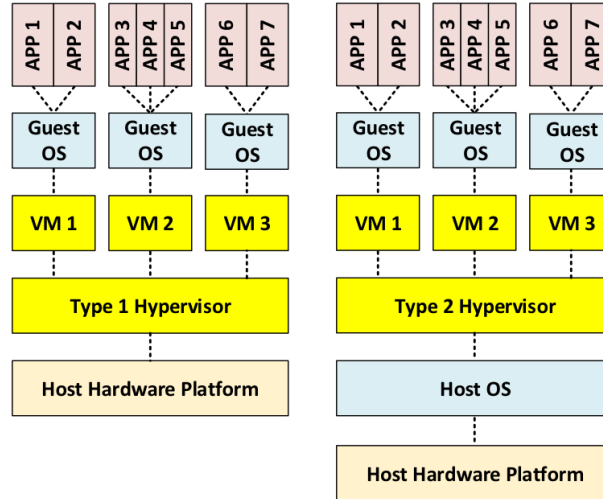 APP 1
APP 2
APP 3
APP 4
APP 5
APP 6
APP 7
Guest
OS
Guest
OS
Guest
OS
VM 1
VM 2
VM 3
Type 1 Hypervisor
Host Hardware Platform
APP 1
APP 2
APP 3
APP 4
APP 5
APP 6
APP 7
Guest
OS
Guest
OS
Guest
OS
VM 1
VM 2
VM 3
Type 2 Hypervisor
Host OS
Host Hardware Platform